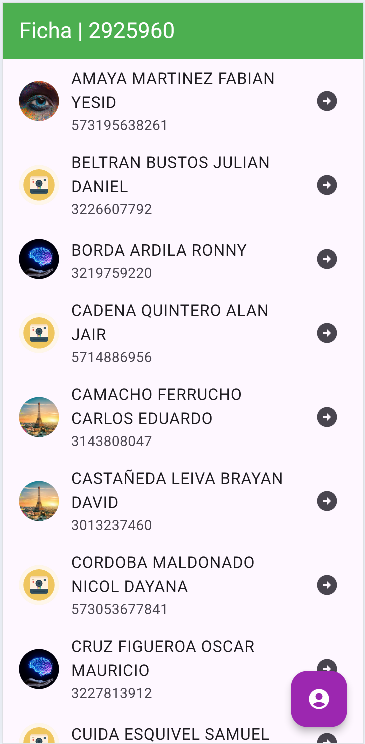 Ficha | 2925960
AMAYA MARTINEZ FABIAN
YESID
573195638261
BELTRAN BUSTOS JULIAN
DANIEL
3226607792
BORDA ARDILA RONNY
3219759220
CADENA QUINTERO ALAN
JAIR
5714886956
CAMACHO FERRUCHO
CARLOS EDUARDO
3143808047
CASTAÑEDA LEIVA BRAYAN
DAVID
3013237460
CORDOBA MALDONADO
NICOL DAYANA
573053677841
CRUZ FIGUEROA OSCAR
MAURICIO
3227813912
CUIDA ESQUIVEL SAMUEL